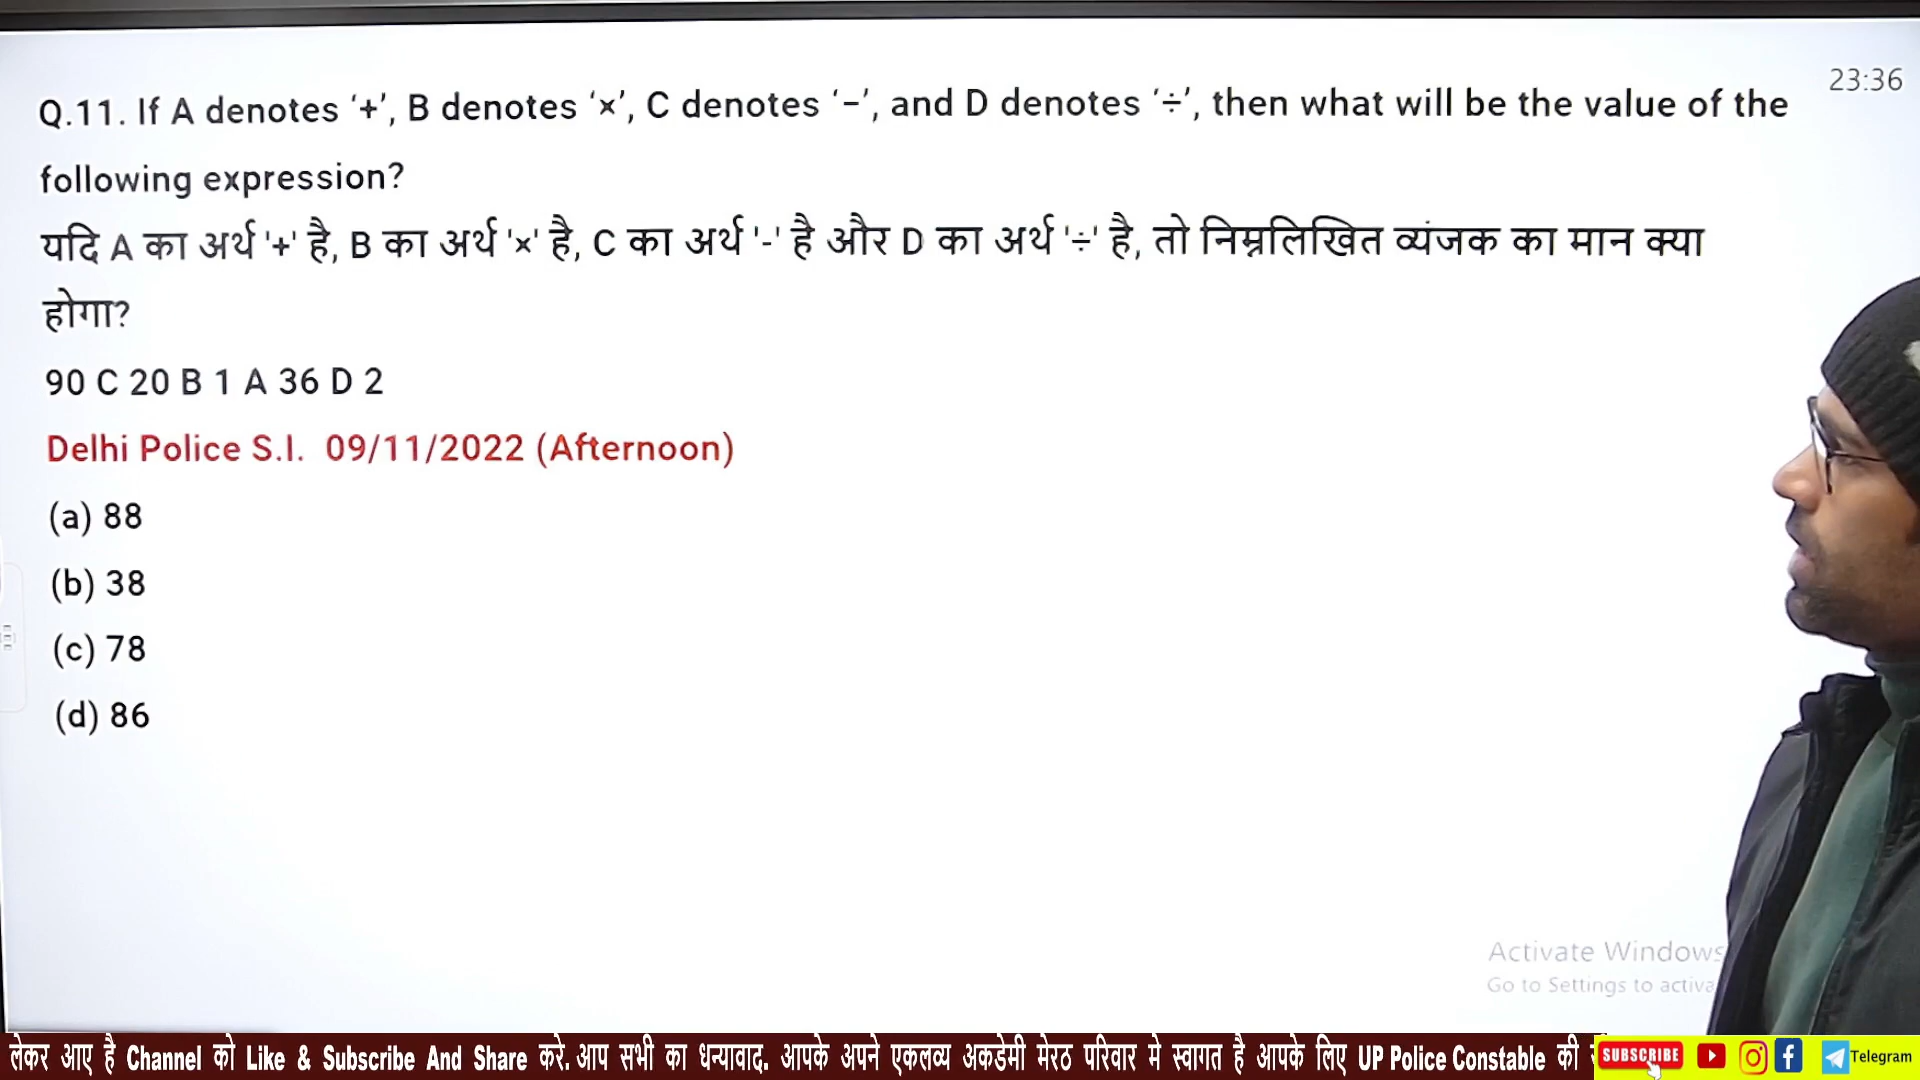 23:36
Q.11. If A denotes ‘+’, B denotes ‘×’, C denotes ‘−’, and D denotes ‘÷’, then what will be the value of the
following expression?
यदि A का अर्थ '+' है, B का अर्थ '×' है, C का अर्थ '-' है और D का अर्थ '÷' है, तो निम्नलिखित व्यंजक का मान क्या
होगा?
90 C 20 B 1 A 36 D 2
Delhi Police S.I. 09/11/2022 (Afternoon)
(a) 88
(b) 38
(c) 78
(d) 86
Activate Windows
Go to Settings to activa
लेकर आए है Channel को Like & Subscribe And Share करे. आप सभी का धन्यावाद. आपके अपने एकलव्य अकडेमी मेरठ परिवार मे स्वागत है आपके लिए UP Police Constable की
SUBSCRIBE
Telegram